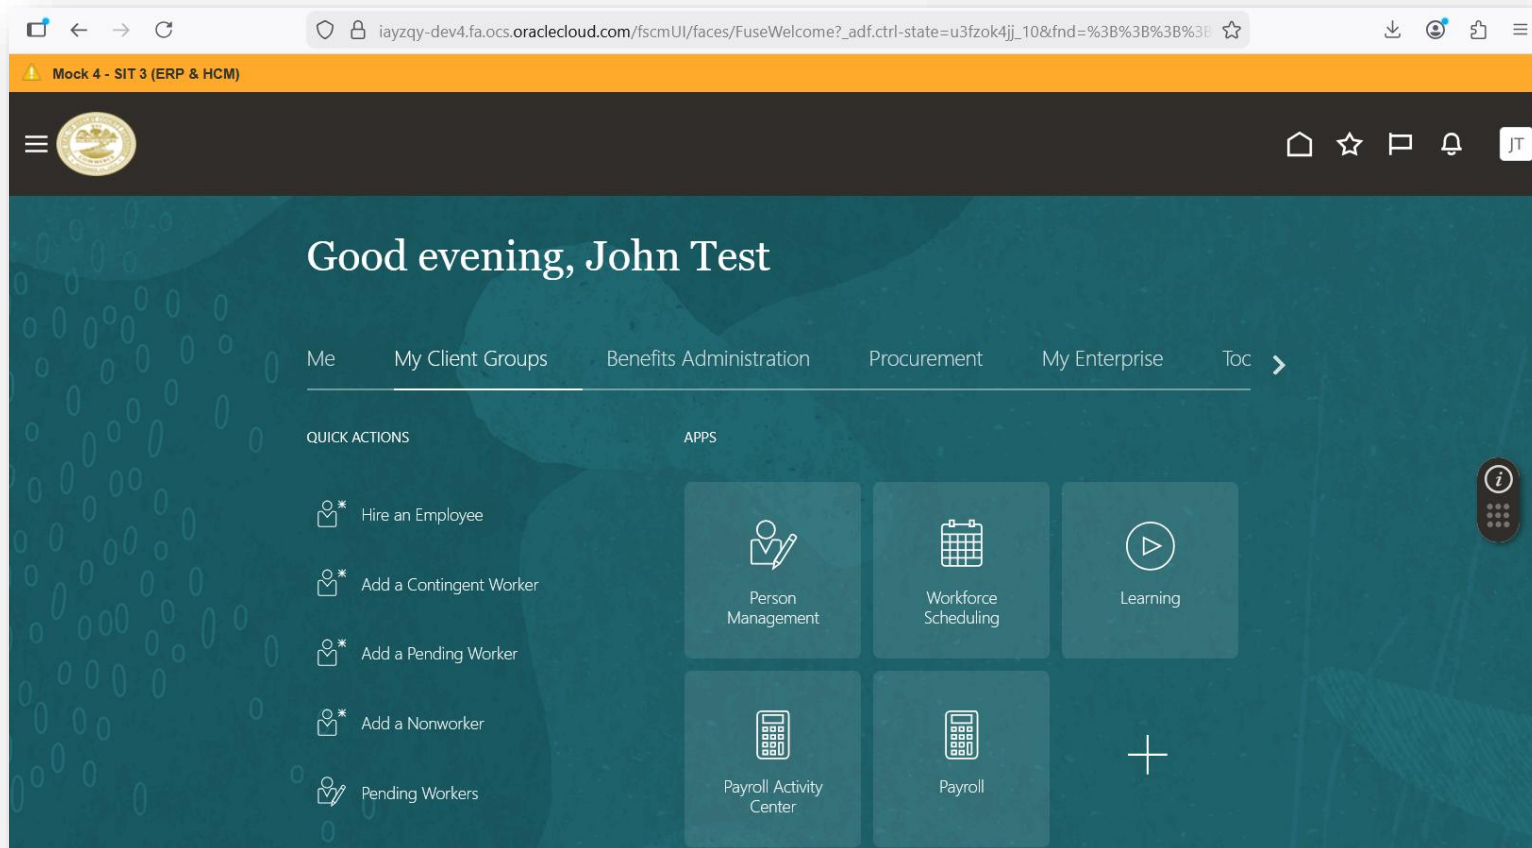 iayzqy-dev4.fa.ocs.oraclecloud.com/fscmUI/faces/FuseWelcome?_adf.ctrl-state=u3fzok4jj_10&fnd=%3B%3B%3B%3B
Mock 4 - SIT 3 (ERP & HCM)
JT
Good evening, John Test
Me My Client Groups Benefits Administration Procurement My Enterprise Toc
QUICK ACTIONS
Hire an Employee
Add a Contingent Worker
Add a Pending Worker
Add a Nonworker
Pending Workers
APPS
Person
Management
Workforce
Scheduling
Learning
Payroll Activity
Center
Payroll